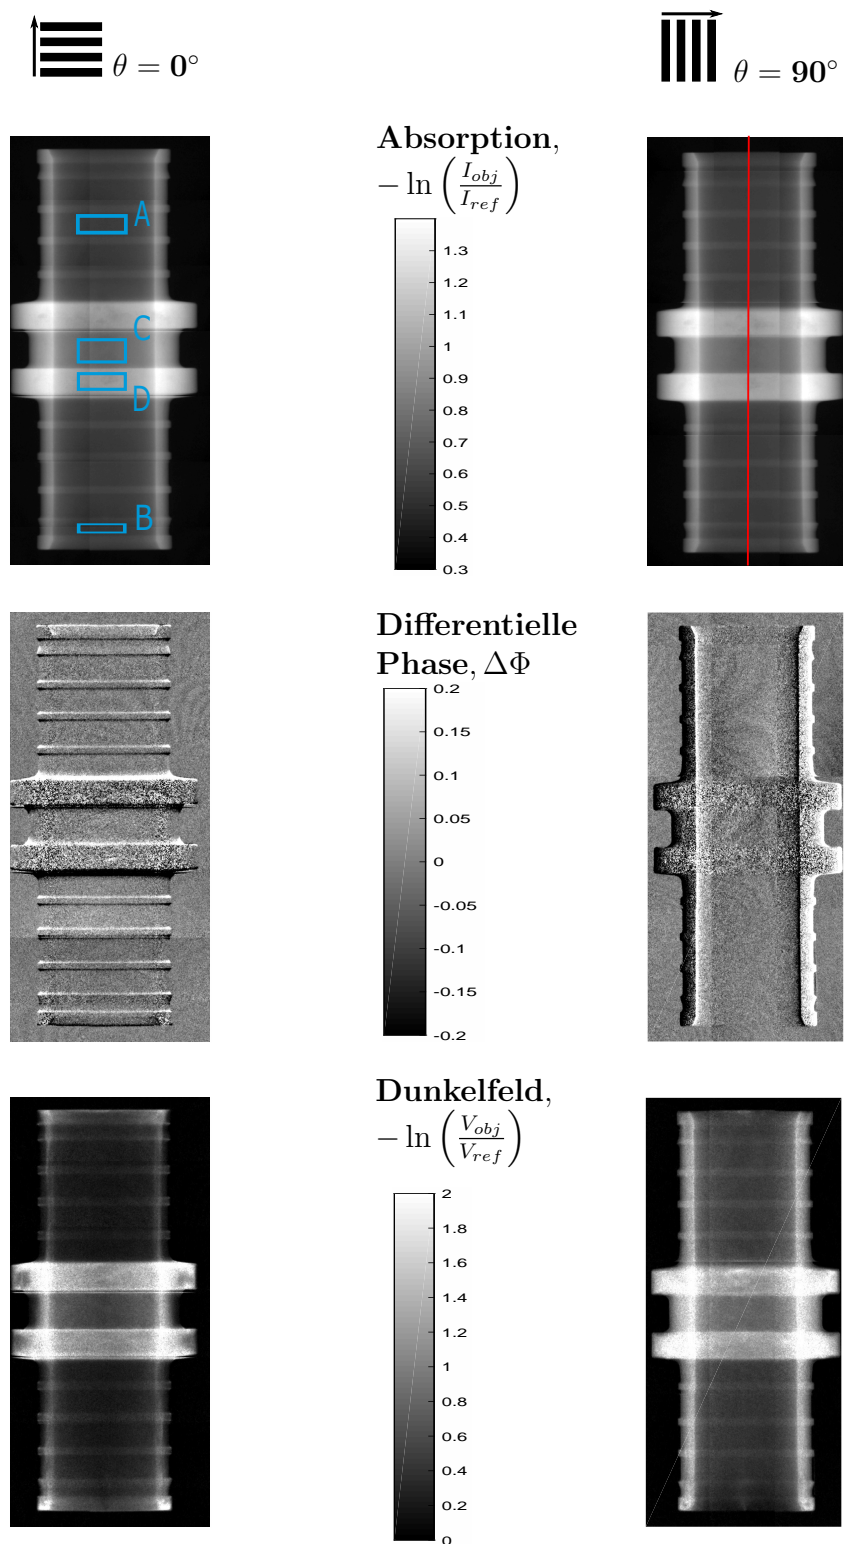 θ = 0°
θ = 90°
Absorption,
− ln (I_obj / I_ref)
A
C
D
B
1.3
1.2
1.1
1
0.9
0.8
0.7
0.6
0.5
0.4
0.3
Differentielle
Phase, ΔΦ
0.2
0.15
0.1
0.05
0
-0.05
-0.1
-0.15
-0.2
Dunkelfeld,
− ln (V_obj / V_ref)
2
1.8
1.6
1.4
1.2
1
0.8
0.6
0.4
0.2
0